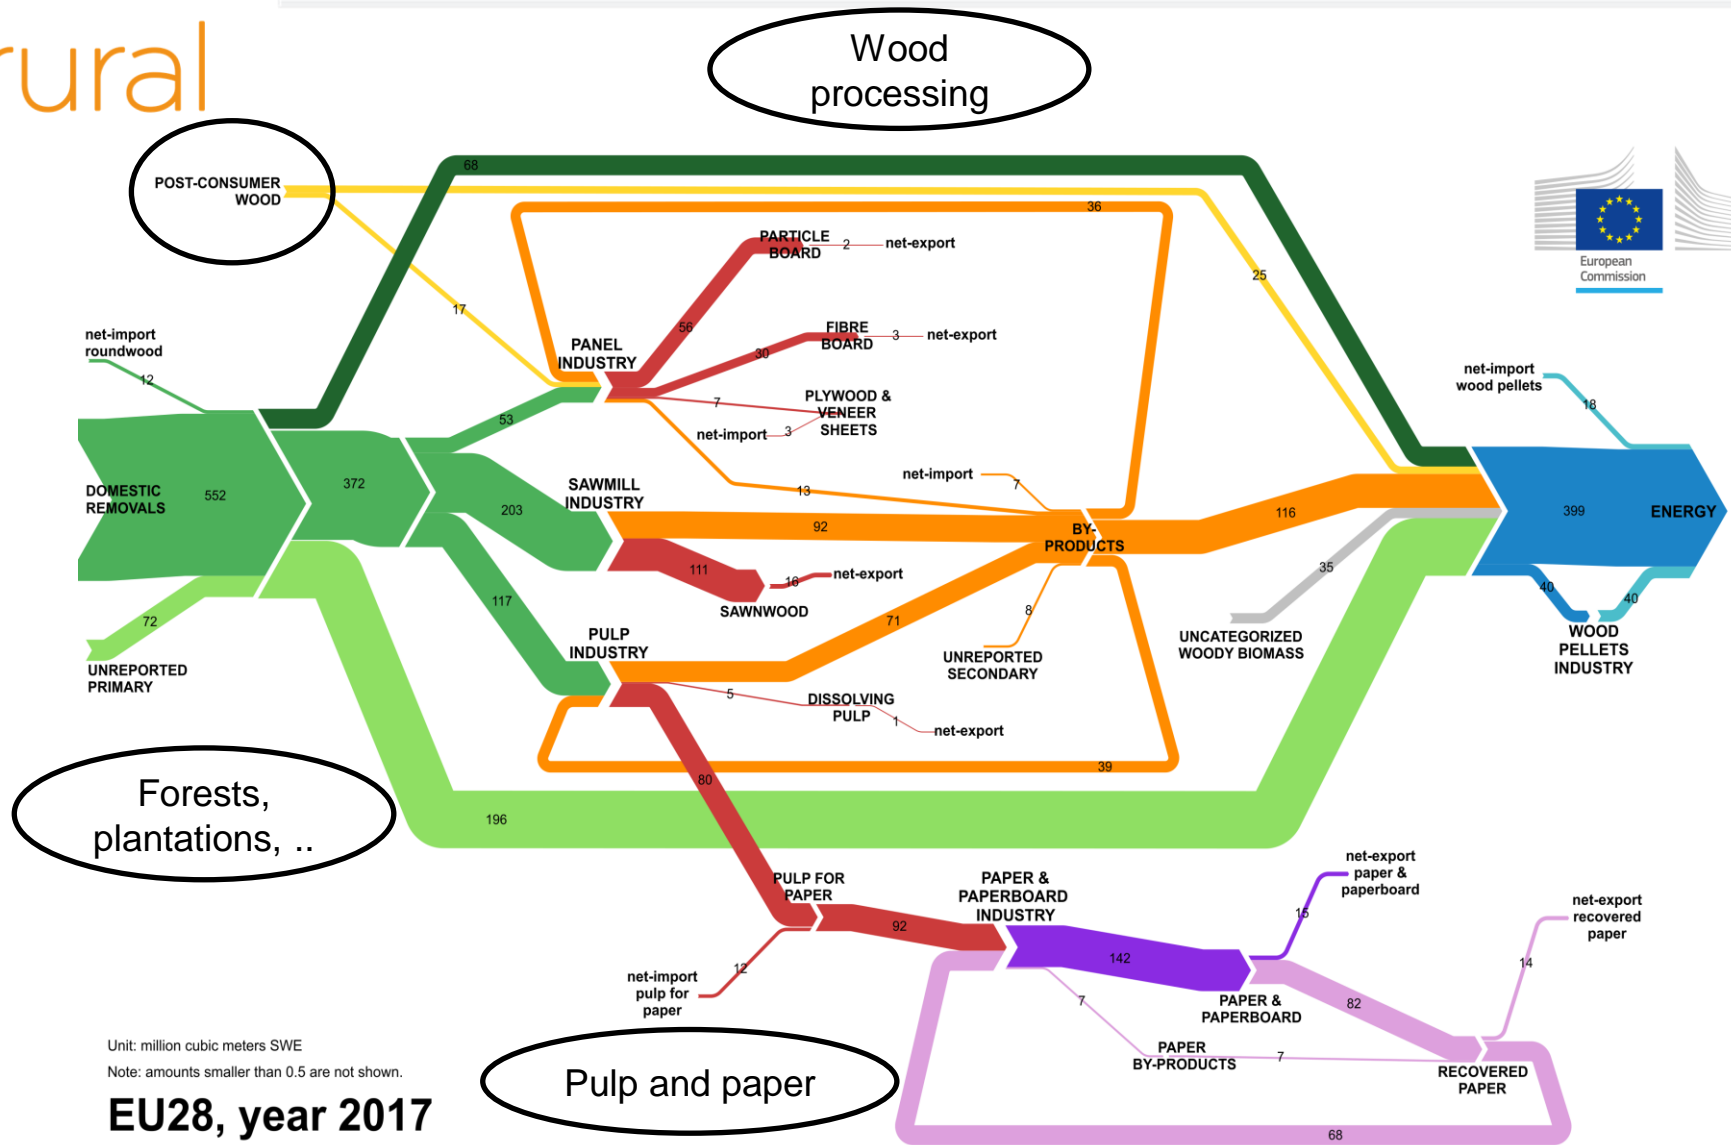 rural
Wood
processing
POST-CONSUMER
WOOD
68
36
European
Commission
PARTICLE
BOARD
2
net-export
25
17
56
net-import
roundwood
12
FIBRE
BOARD
3
net-export
PANEL
INDUSTRY
30
net-import
wood pellets
18
53
7
PLYWOOD &
VENEER
SHEETS
net-import
3
DOMESTIC
REMOVALS
552
372
SAWMILL
INDUSTRY
203
net-import
7
13
92
BY-
PRODUCTS
116
399
ENERGY
111
16
net-export
SAWNWOOD
35
40
40
117
72
71
8
UNREPORTED
PRIMARY
PULP
INDUSTRY
UNREPORTED
SECONDARY
UNCATEGORIZED
WOODY BIOMASS
WOOD
PELLETS
INDUSTRY
5
DISSOLVING
PULP
1
net-export
80
39
Forests,
plantations, ..
196
PULP FOR
PAPER
92
PAPER &
PAPERBOARD
INDUSTRY
net-export
paper &
paperboard
15
net-export
recovered
paper
14
12
net-import
pulp for
paper
142
7
PAPER &
PAPERBOARD
82
PAPER
BY-PRODUCTS
7
RECOVERED
PAPER
68
Unit: million cubic meters SWE
Note: amounts smaller than 0.5 are not shown.
EU28, year 2017
Pulp and paper